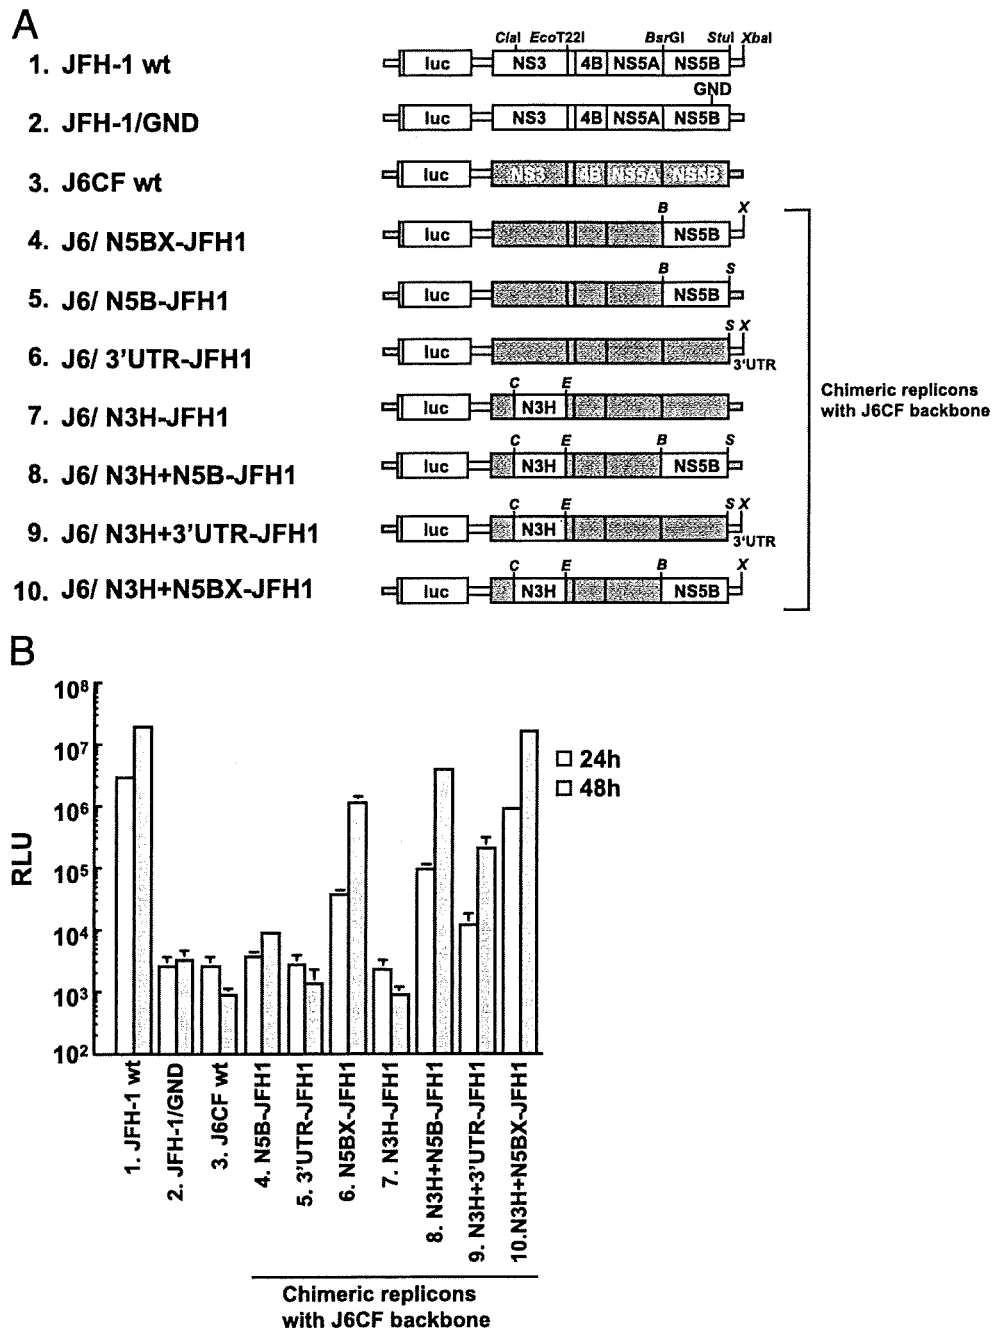 A
ClaI EcoT22I BsrGI StuI XbaI
1. JFH-1 wt luc NS3 4B NS5A NS5B
GND
2. JFH-1/GND luc NS3 4B NS5A NS5B
3. J6CF wt luc NS3 4B NS5A NS5B
B X
4. J6/ N5BX-JFH1 luc NS5B
B S
5. J6/ N5B-JFH1 luc NS5B
S X
6. J6/ 3'UTR-JFH1 luc
3'UTR
C E
7. J6/ N3H-JFH1 luc N3H
C E B S
8. J6/ N3H+N5B-JFH1 luc N3H NS5B
C E S X
9. J6/ N3H+3'UTR-JFH1 luc N3H
3'UTR
C E B X
10. J6/ N3H+N5BX-JFH1 luc N3H NS5B
Chimeric replicons
with J6CF backbone
B
RLU
10⁸
10⁷
10⁶
10⁵
10⁴
10³
10²
24h
48h
1. JFH-1 wt
2. JFH-1/GND
3. J6CF wt
4. N5B-JFH1
5. 3'UTR-JFH1
6. N5BX-JFH1
7. N3H-JFH1
8. N3H+N5B-JFH1
9. N3H+3'UTR-JFH1
10.N3H+N5BX-JFH1
Chimeric replicons
with J6CF backbone